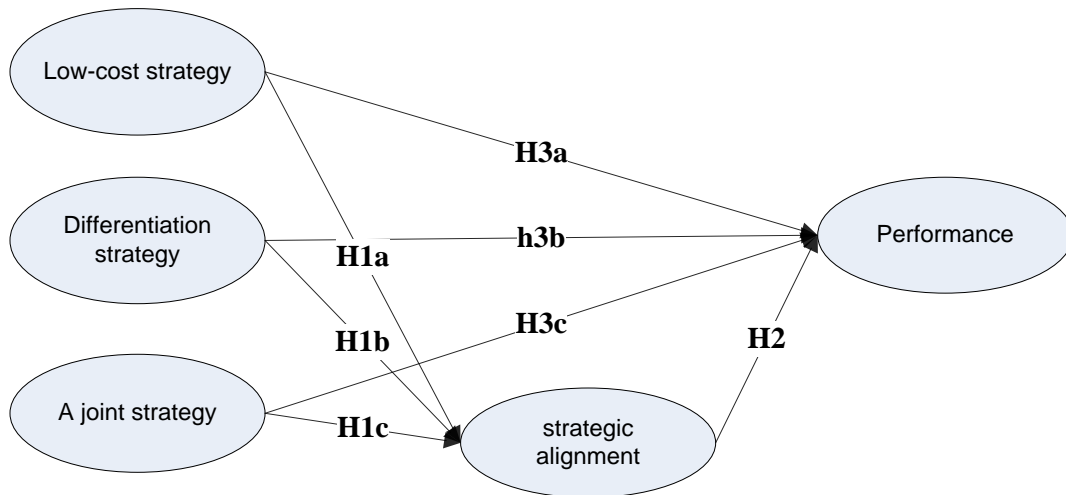 Low-cost strategy
H3a
Differentiation
strategy
h3b
Performance
H1a
H3c
H1b
H2
A joint strategy
H1c
strategic
alignment